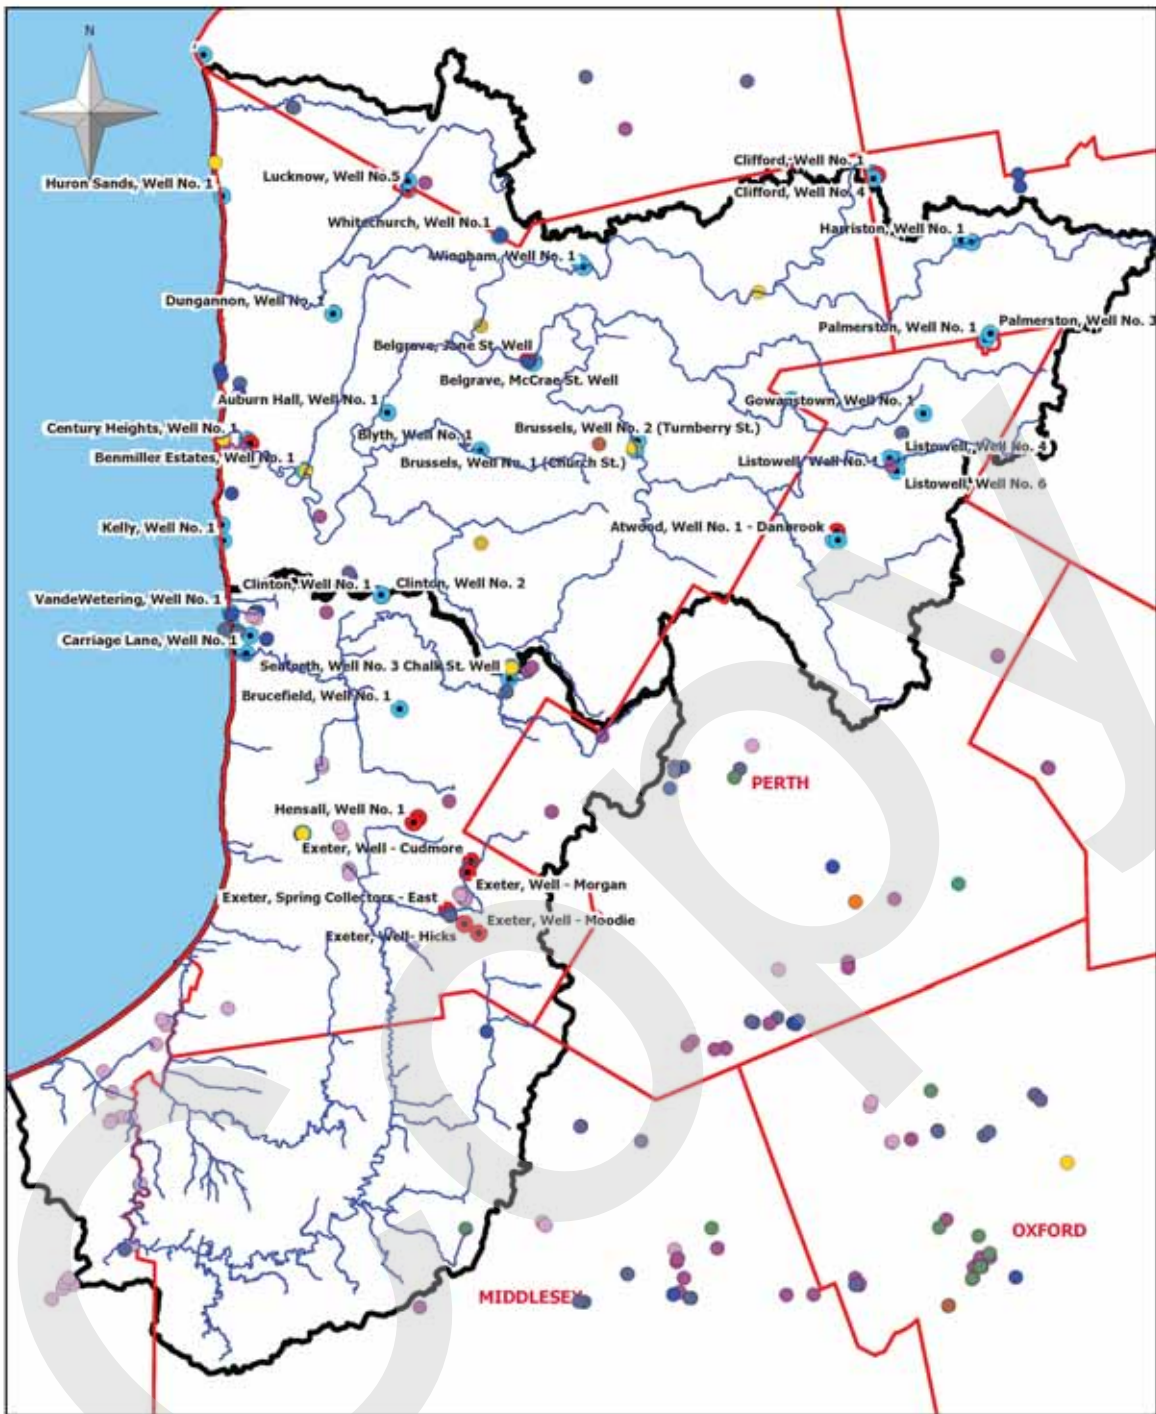 N
Clifford, Well No. 1
Huron Sands, Well No. 1
Lucknow, Well No.5
Clifford, Well No. 4
Whitechurch, Well No.1
Harriston, Well No. 1
Wingham, Well No. 1
Dungannon, Well No. 1
Palmerston, Well No. 1
Palmerston, Well No. 3
Belgrave, Jane St. Well
Belgrave, McCrae St. Well
Auburn Hall, Well No. 1
Gowanstown, Well No. 1
Century Heights, Well No. 1
Blyth, Well No. 1
Brussels, Well No. 2 (Turnberry St.)
Listowell, Well No. 4
Benmiller Estates, Well No. 1
Brussels, Well No. 1 (Church St.)
Listowell, Well No. 1
Listowell, Well No. 6
Kelly, Well No. 1
Atwood, Well No. 1 - Danbrook
Clinton, Well No. 1
Clinton, Well No. 2
VandeWetering, Well No. 1
Carriage Lane, Well No. 1
Seaforth, Well No. 3 Chalk St. Well
Brucefield, Well No. 1
PERTH
Hensall, Well No. 1
Exeter, Well - Cudmore
Exeter, Well - Morgan
Exeter, Spring Collectors - East
Exeter, Well - Moodie
Exeter, Well- Hicks
OXFORD
MIDDLESEX
Copy